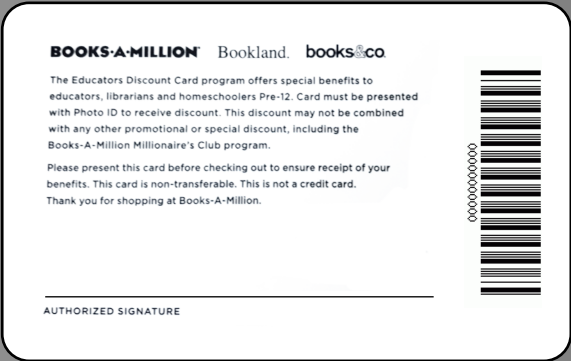 BOOKS·A·MILLION Bookland. books&co.
The Educators Discount Card program offers special benefits to
educators, librarians and homeschoolers Pre-12. Card must be presented
with Photo ID to receive discount. This discount may not be combined
with any other promotional or special discount, including the
Books-A-Million Millionaire's Club program.
Please present this card before checking out to ensure receipt of your
benefits. This card is non-transferable. This is not a credit card.
Thank you for shopping at Books-A-Million.
AUTHORIZED SIGNATURE